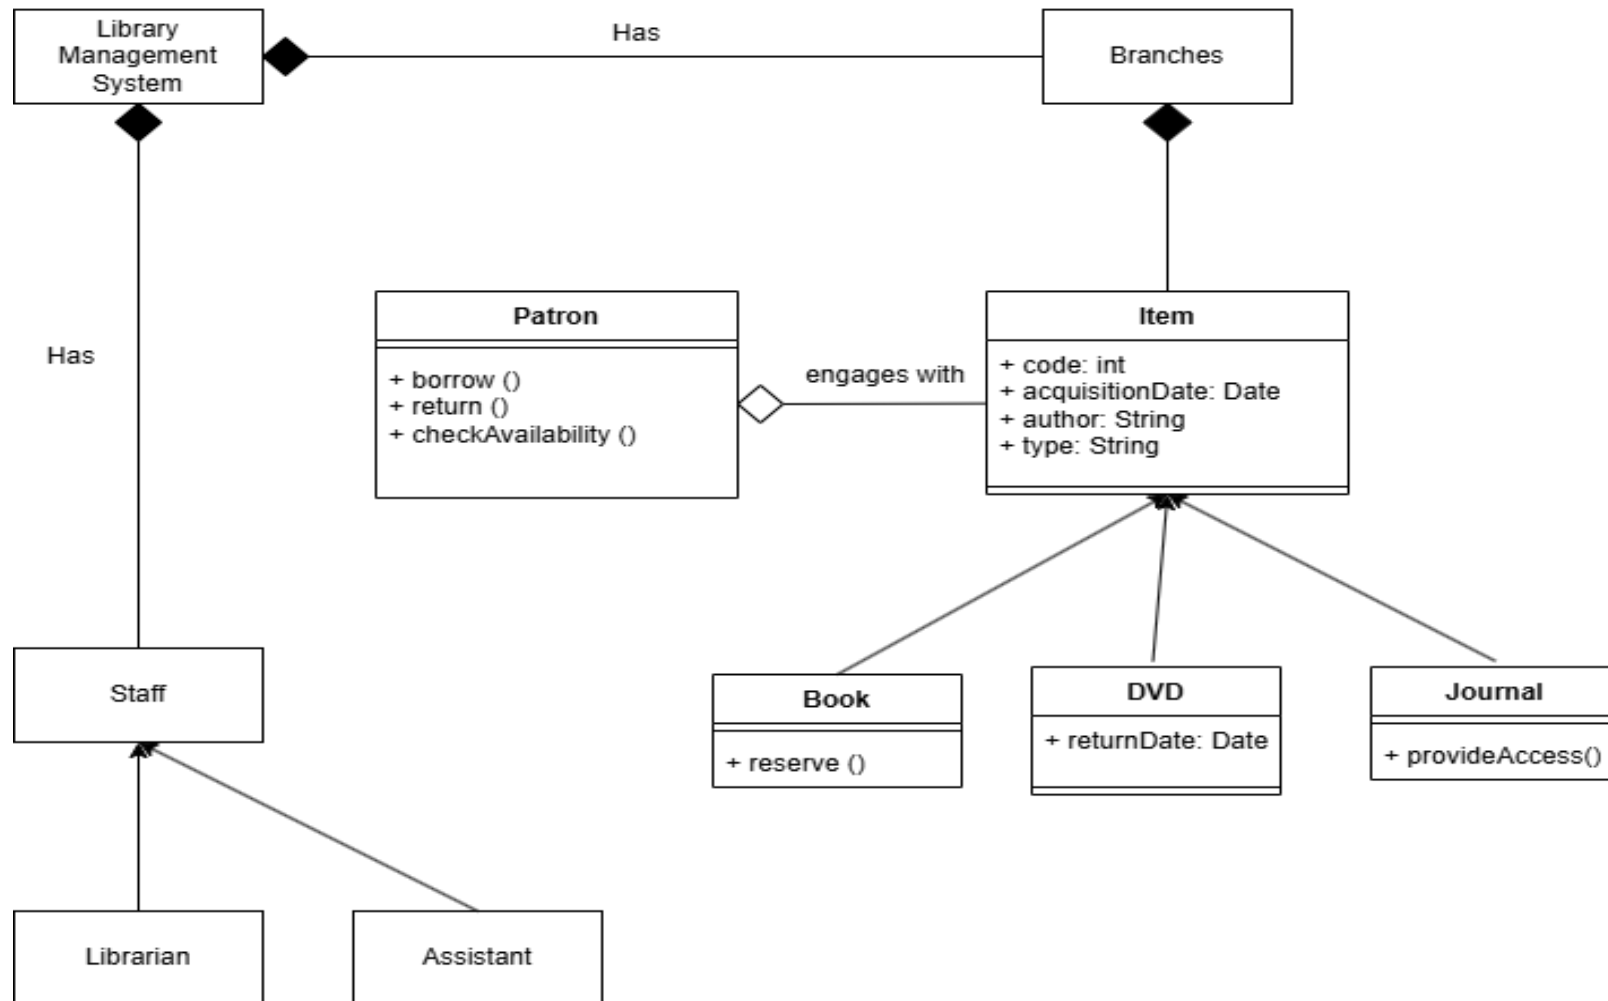 Library
Management
System
Has
Branches
Has
Patron
+ borrow ()
+ return ()
+ checkAvailability ()
engages with
Item
+ code: int
+ acquisitionDate: Date
+ author: String
+ type: String
Staff
Book
+ reserve ()
DVD
+ returnDate: Date
Journal
+ provideAccess()
Librarian
Assistant